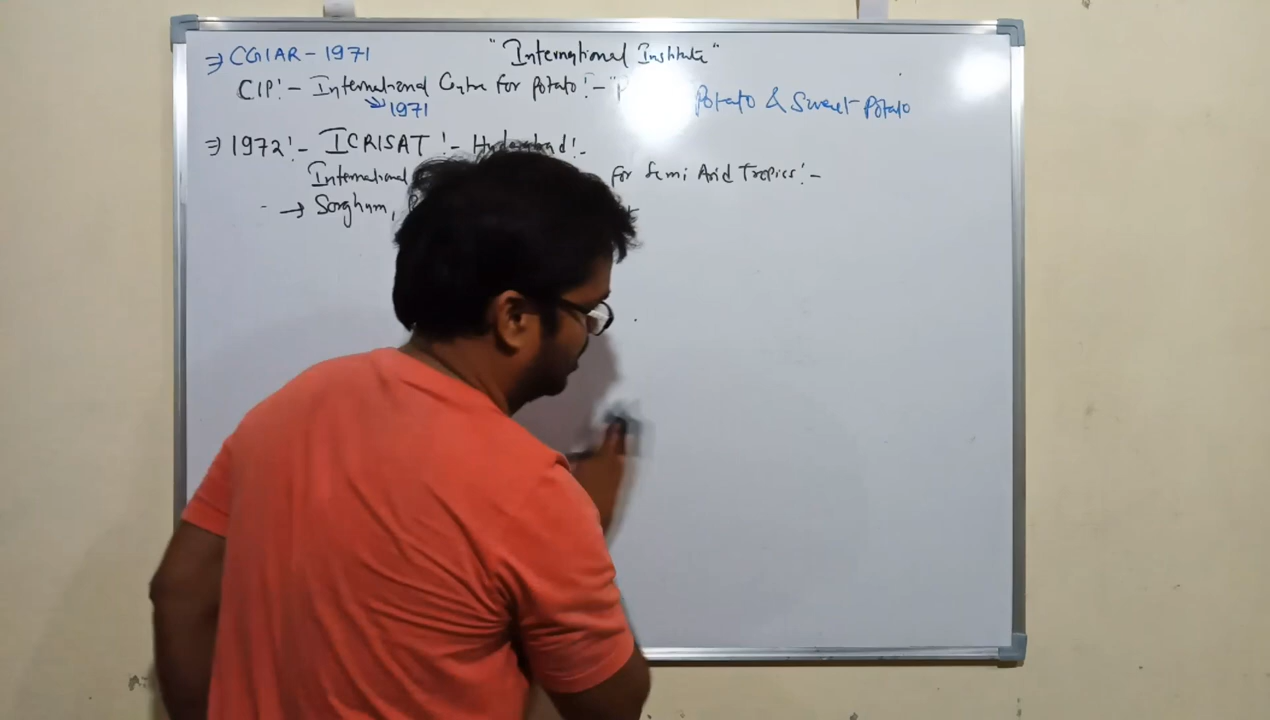 "International Institute"
⇒ CGIAR - 1971
CIP! - International Centre for Potato! - "P
Potato & Sweet Potato
→ 1971
⇒ 1972! - ICRISAT! - Hyderabad! -
International for Semi Arid Tropics! -
- → Sorghum,